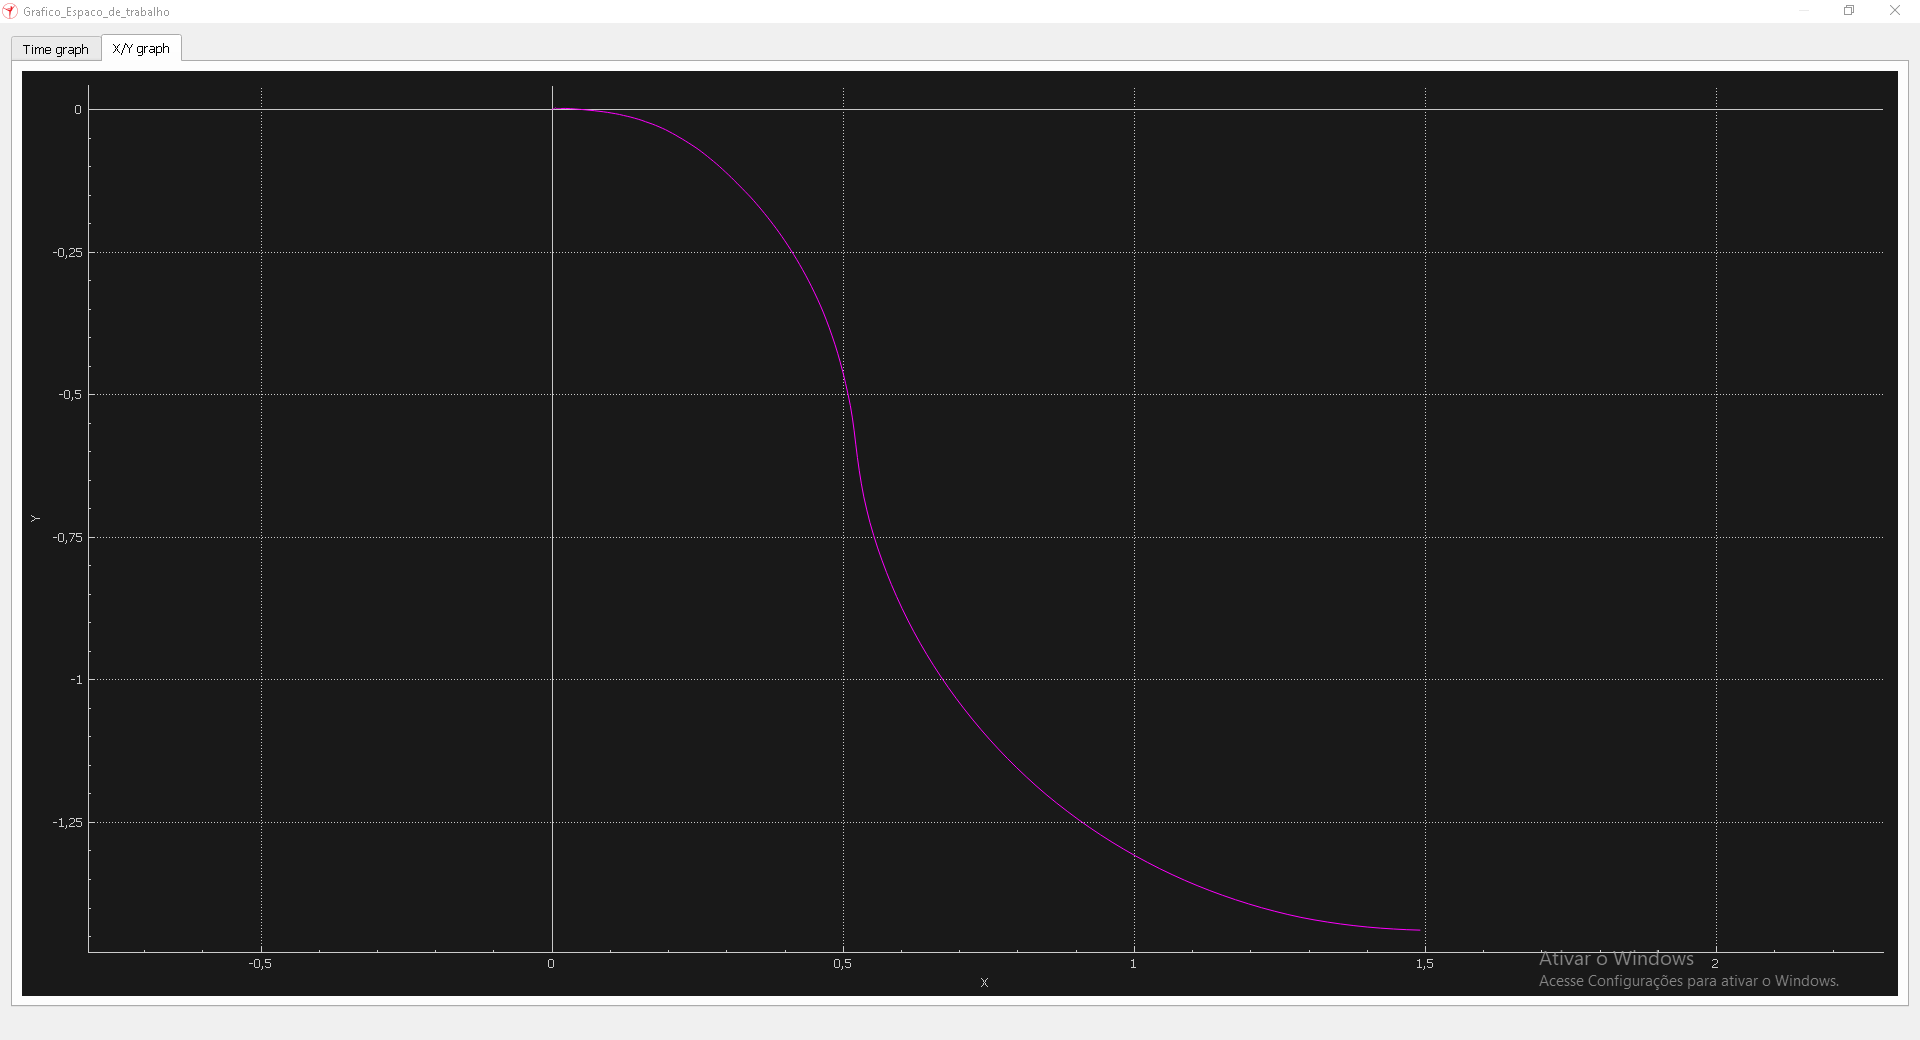 Grafico_Espaco_de_trabalho
Time graph
X/Y graph
0
-0,25
-0,5
-0,75
-1
-1,25
Y
-0,5
0
0,5
1
1,5
2
X
Ativar o Windows
Acesse Configurações para ativar o Windows.